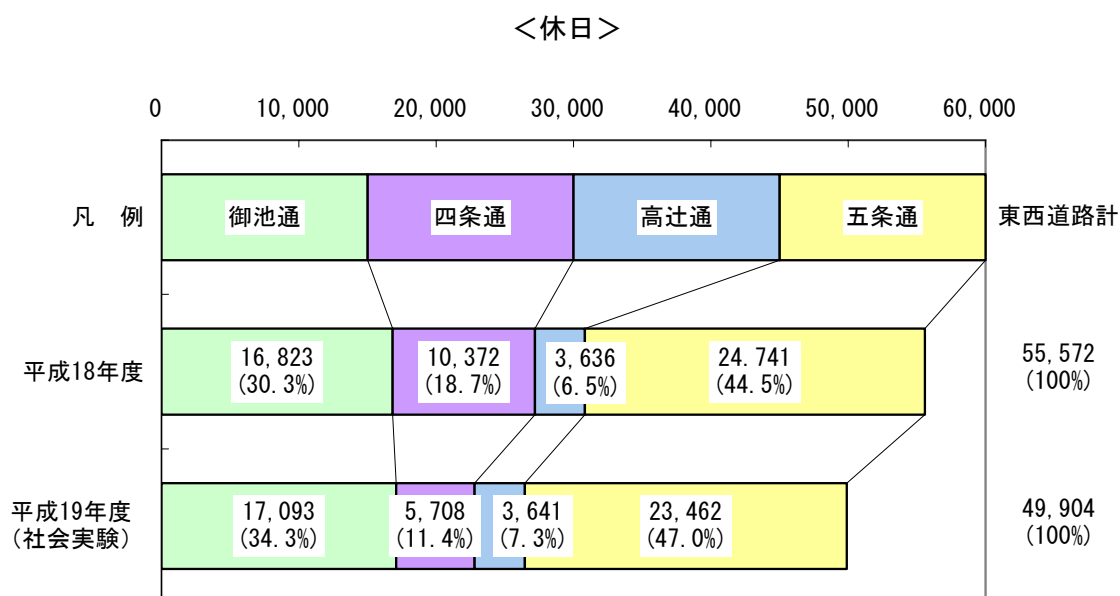 ＜休日＞
0 10,000 20,000 30,000 40,000 50,000 60,000
凡 例 御池通 四条通 高辻通 五条通 東西道路計
平成18年度 16,823 10,372 3,636 24.741 55,572
(30.3%) (18.7%) (6.5%) (44.5%) (100%)
平成19年度 17,093 5,708 3,641 23,462 49,904
（社会実験） (34.3%) (11.4%) (7.3%) (47.0%) (100%)